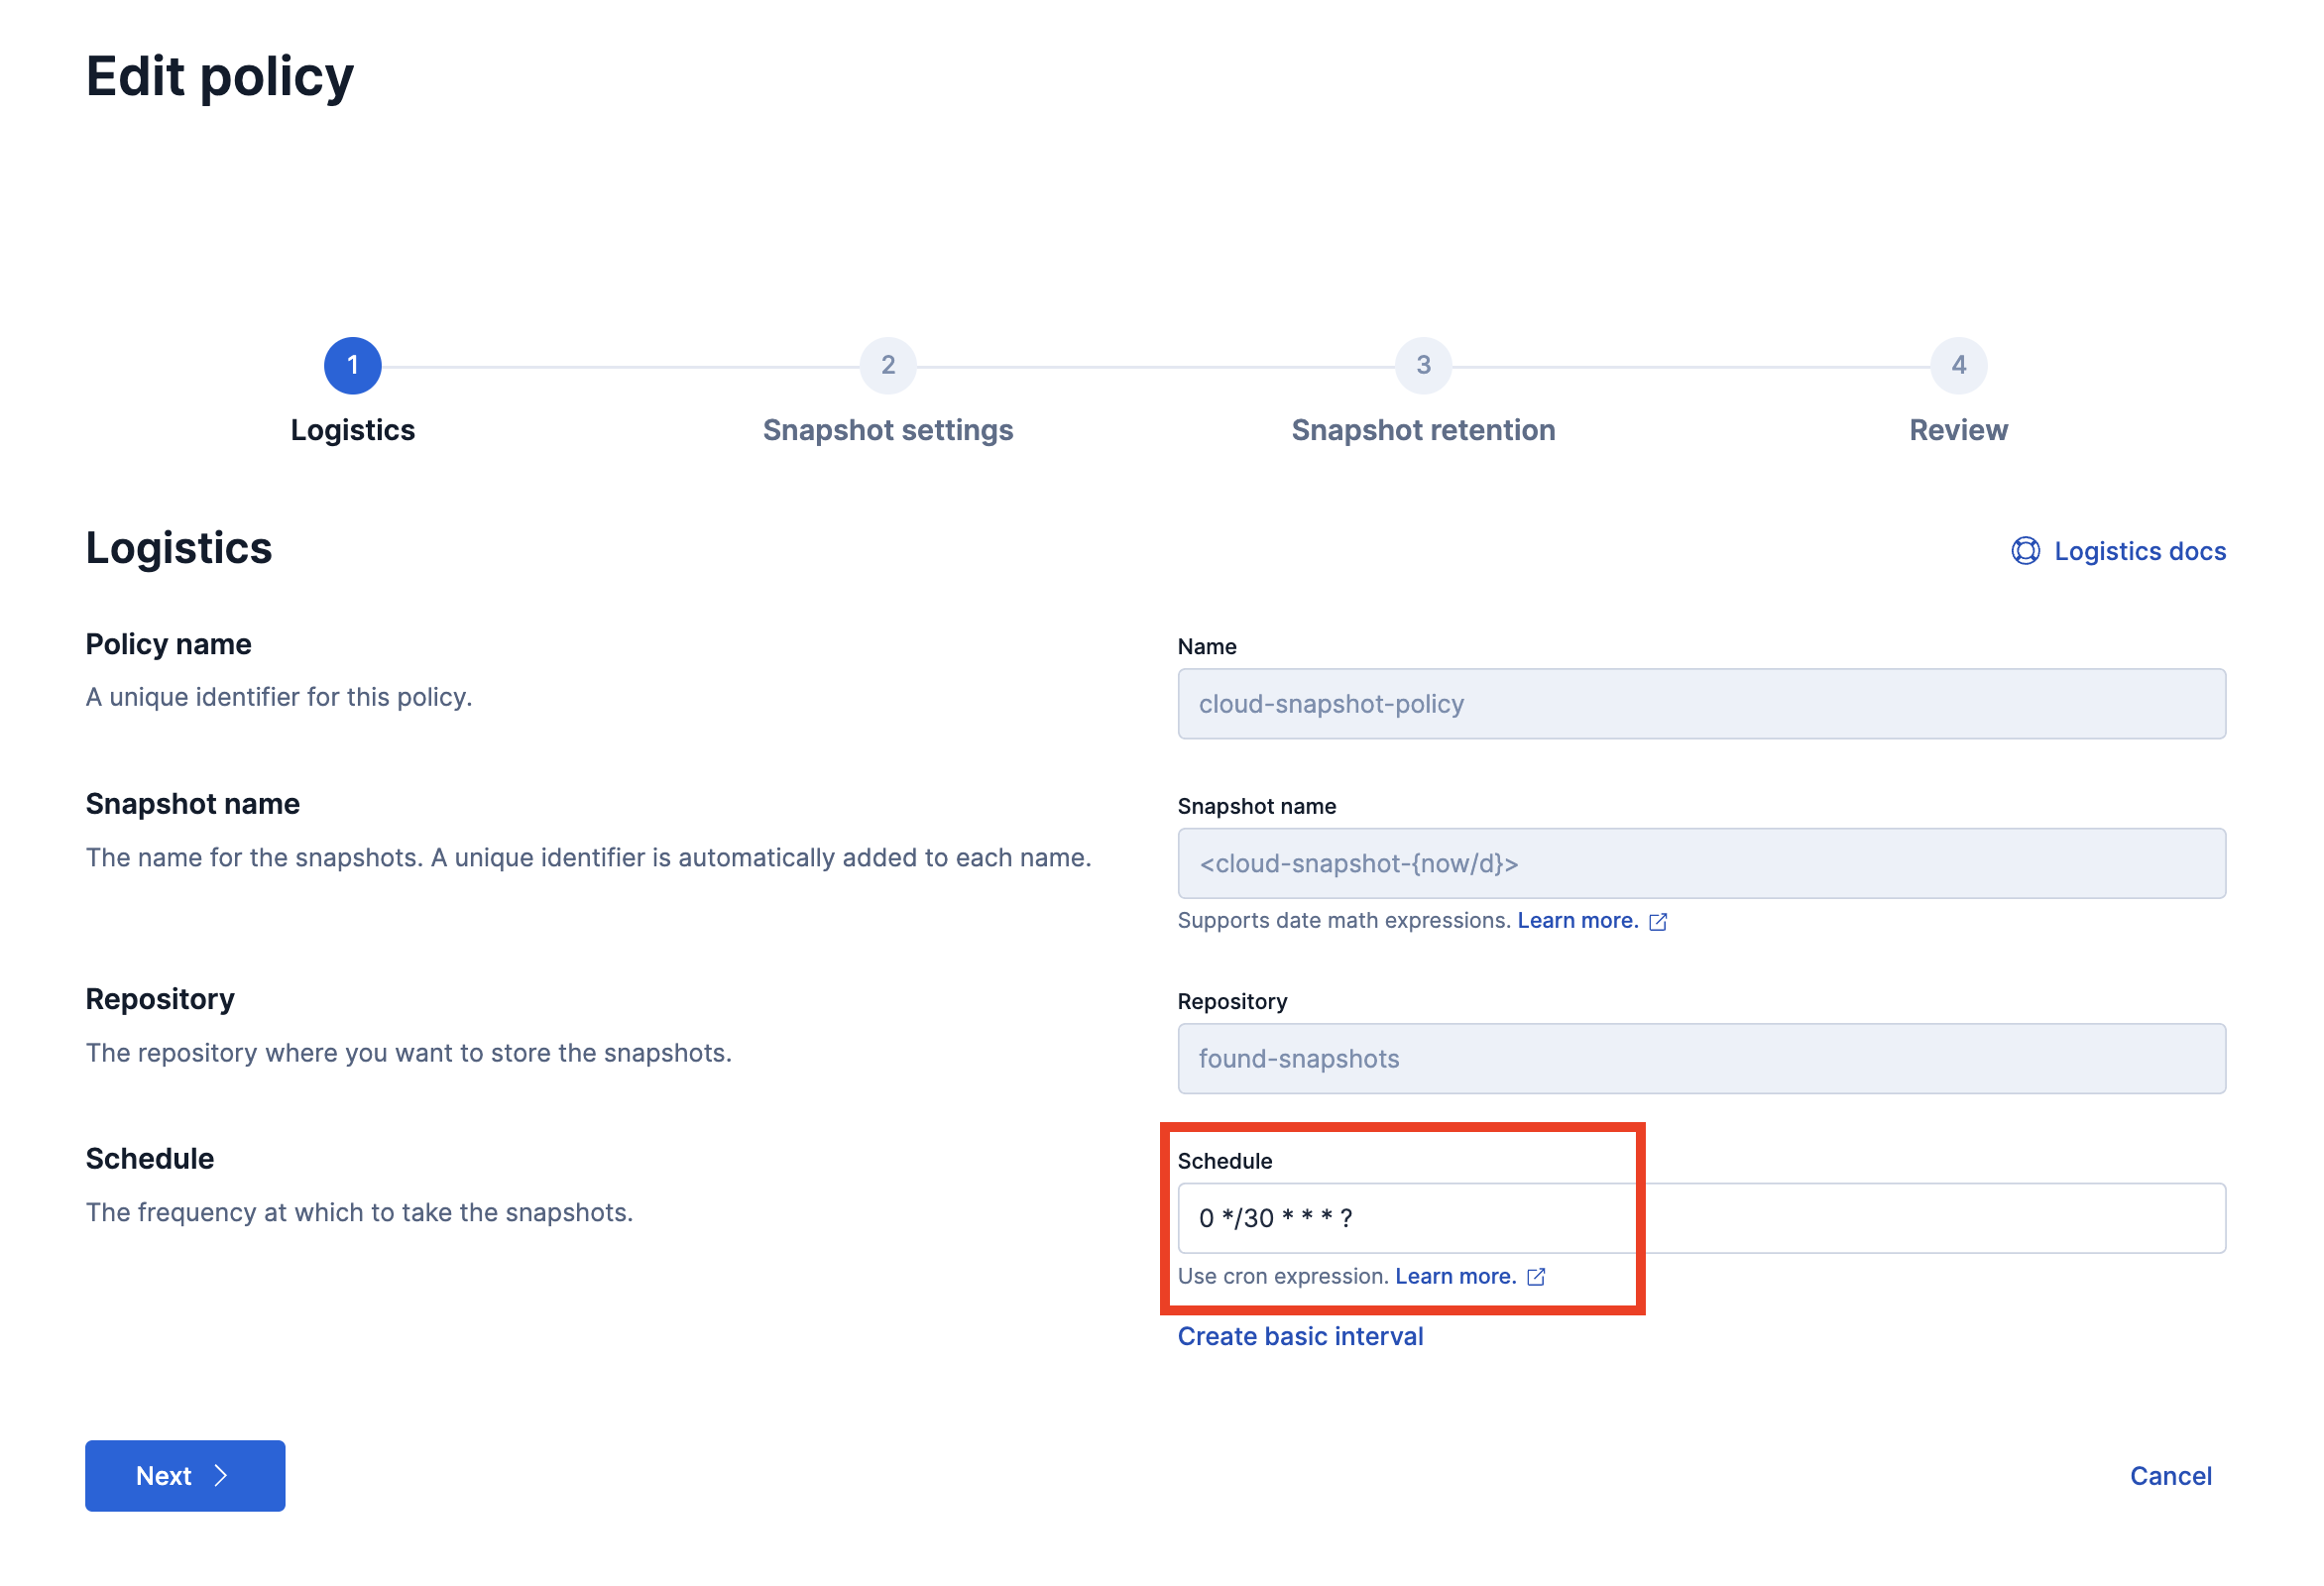 Edit policy
1
2
3
4
Logistics
Snapshot settings
Snapshot retention
Review
Logistics
Logistics docs
Policy name
A unique identifier for this policy.
Name
cloud-snapshot-policy
Snapshot name
The name for the snapshots. A unique identifier is automatically added to each name.
Snapshot name
<cloud-snapshot-{now/d}>
Supports date math expressions. Learn more.
Repository
The repository where you want to store the snapshots.
Repository
found-snapshots
Schedule
The frequency at which to take the snapshots.
Schedule
0 */30 * * * ?
Use cron expression. Learn more.
Create basic interval
Next
Cancel